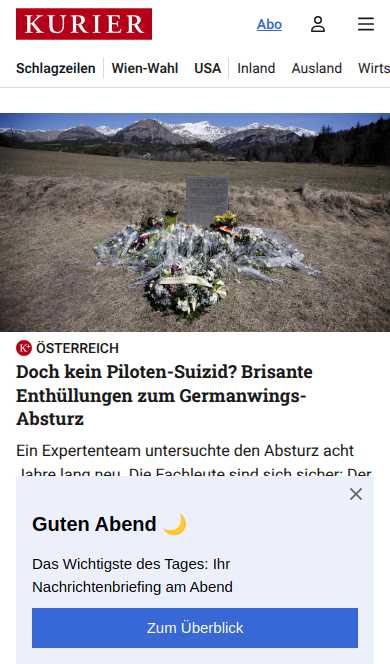 KURIER
Abo
Schlagzeilen
Wien-Wahl
USA
Inland
Ausland
Wirts
K+ ÖSTERREICH
Doch kein Piloten-Suizid? Brisante
Enthüllungen zum Germanwings-
Absturz
Ein Expertenteam untersuchte den Absturz acht
Jahre lang neu. Die Fachleute sind sich sicher: Der
Guten Abend 🌙
Das Wichtigste des Tages: Ihr
Nachrichtenbriefing am Abend
Zum Überblick